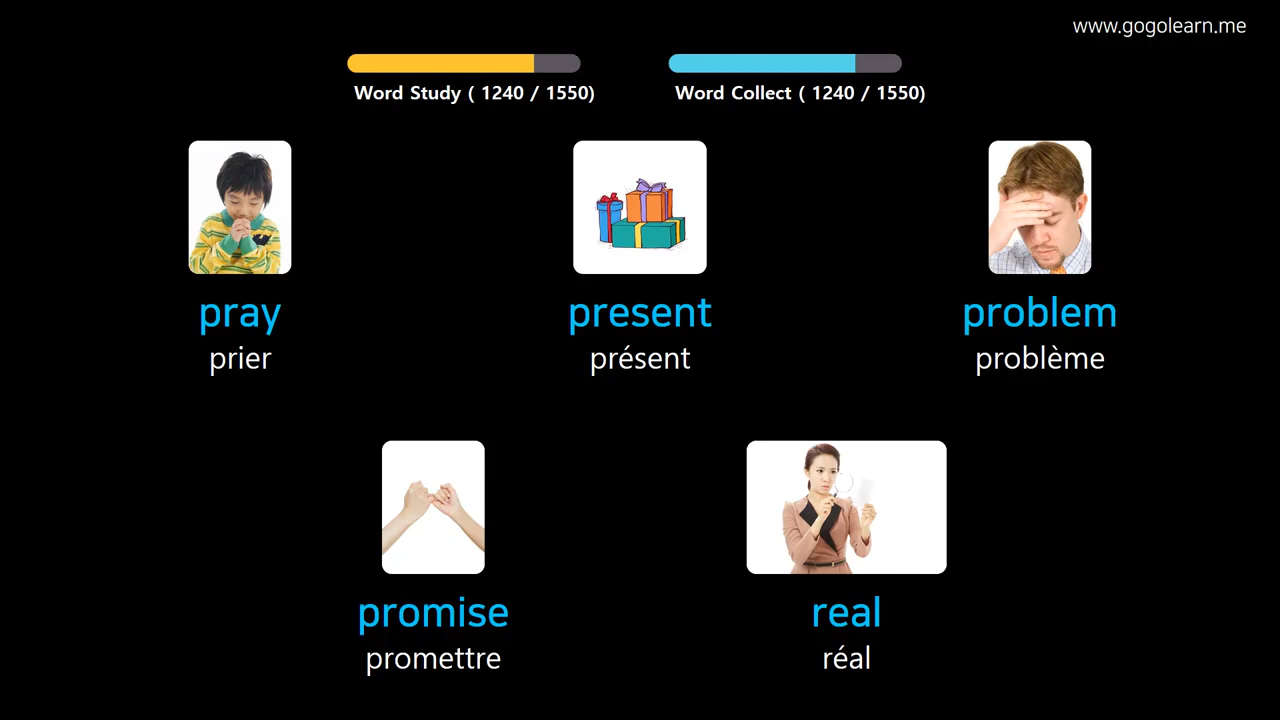 www.gogolearn.me
Word Study ( 1240 / 1550)
Word Collect ( 1240 / 1550)
pray
prier
present
présent
problem
problème
promise
promettre
real
réal